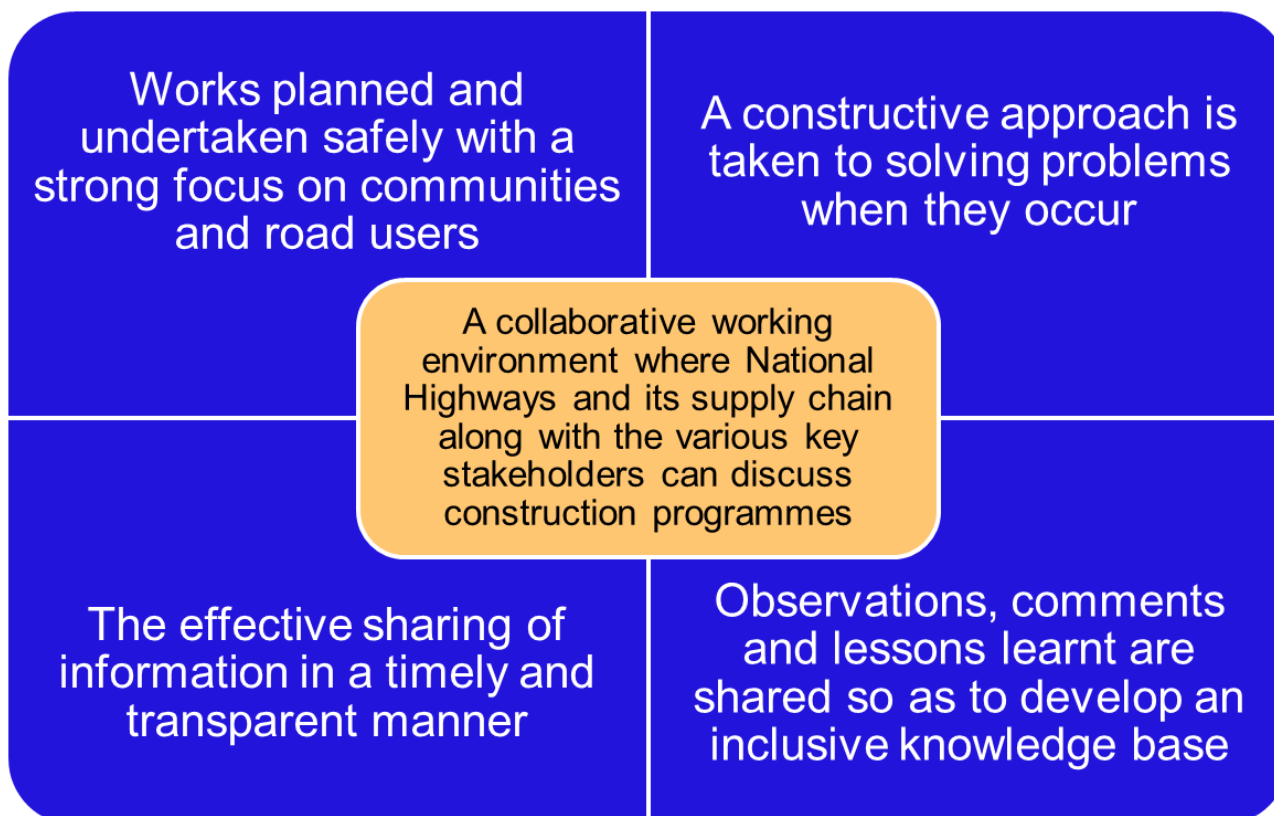 Works planned and
undertaken safely with a
strong focus on communities
and road users
A constructive approach is
taken to solving problems
when they occur
A collaborative working
environment where National
Highways and its supply chain
along with the various key
stakeholders can discuss
construction programmes
The effective sharing of
information in a timely and
transparent manner
Observations, comments
and lessons learnt are
shared so as to develop an
inclusive knowledge base